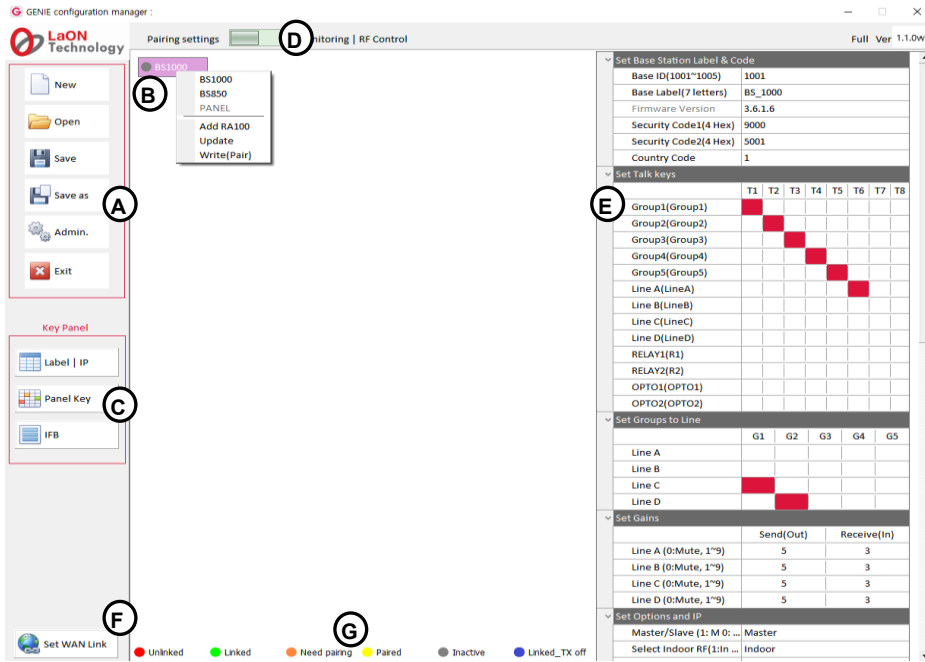 GENIE configuration manager :
LaON
Technology
Pairing settings
D
nitoring | RF Control
Full Ver 1.1.0w
New
Open
Save
Save as
A
Admin.
Exit
Key Panel
Label | IP
Panel Key
C
IFB
F
Set WAN Link
BS1000
B
BS1000
BS850
PANEL
Add RA100
Update
Write(Pair)
G
Unlinked
Linked
Need pairing
Paired
Inactive
Linked_TX off
E
Set Base Station Label & Code
Base ID(1001~1005) 1001
Base Label(7 letters) BS_1000
Firmware Version 3.6.1.6
Security Code1(4 Hex) 9000
Security Code2(4 Hex) 5001
Country Code 1
Set Talk keys
T1 T2 T3 T4 T5 T6 T7 T8
Group1(Group1)
Group2(Group2)
Group3(Group3)
Group4(Group4)
Group5(Group5)
Line A(LineA)
Line B(LineB)
Line C(LineC)
Line D(LineD)
RELAY1(R1)
RELAY2(R2)
OPTO1(OPTO1)
OPTO2(OPTO2)
Set Groups to Line
G1 G2 G3 G4 G5
Line A
Line B
Line C
Line D
Set Gains
Send(Out) Receive(In)
Line A (0:Mute, 1~9) 5 3
Line B (0:Mute, 1~9) 5 3
Line C (0:Mute, 1~9) 5 3
Line D (0:Mute, 1~9) 5 3
Set Options and IP
Master/Slave (1: M 0: ... Master
Select Indoor RF(1:In ... Indoor